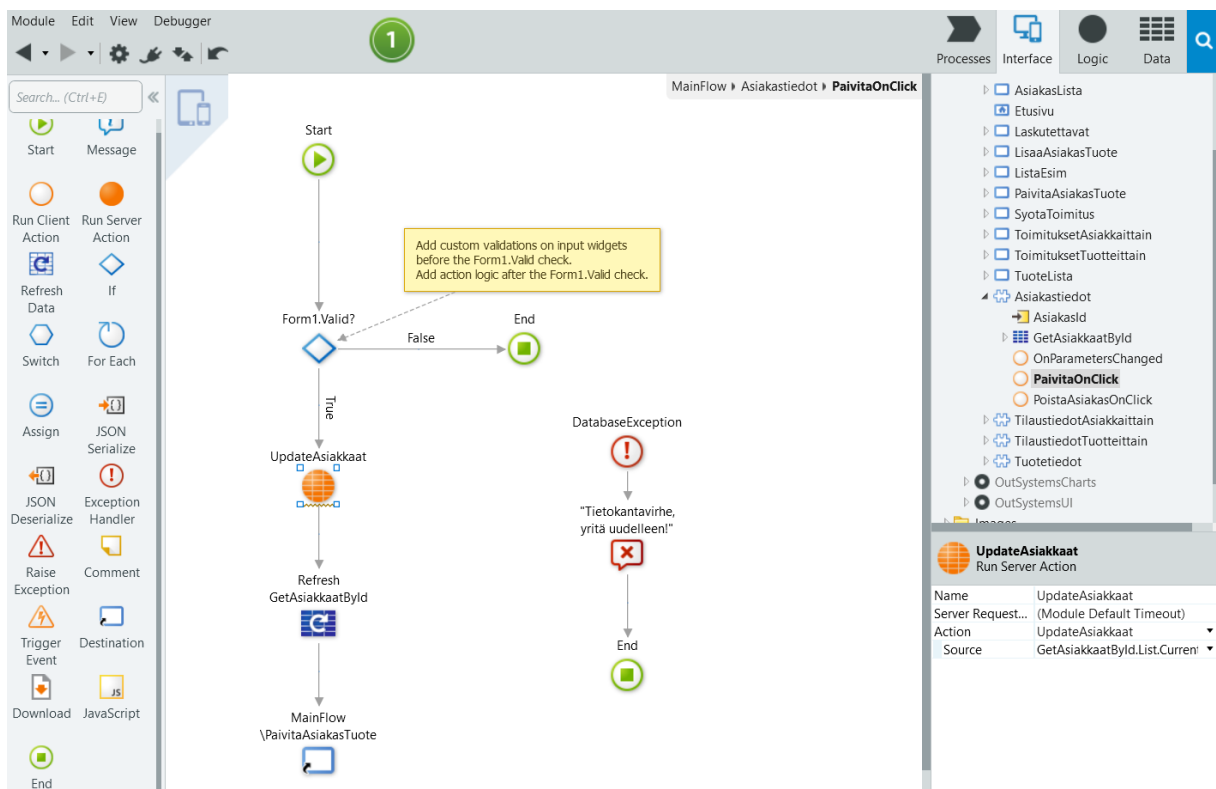 Module Edit View Debugger
1
Processes Interface Logic Data
Search... (Ctrl+E)
Start Message
Run Client Action
Run Server Action
Refresh Data
If
Switch For Each
Assign
JSON Serialize
JSON Deserialize
Exception Handler
Raise Exception
Comment
Trigger Event
Destination
Download JavaScript
JS
End
MainFlow Asiakastiedot PaivitaOnClick
Start
Add custom validations on input widgets
before the Form1.Valid check.
Add action logic after the Form1.Valid check.
Form1.Valid?
False
End
True
UpdateAsiakkaat
Refresh
GetAsiakkaatById
MainFlow
\PaivitaAsiakasTuote
DatabaseException
"Tietokantavirhe,
yritä uudelleen!"
End
AsiakasLista
Etusivu
Laskutettavat
LisaaAsiakasTuote
ListaEsim
PaivitaAsiakasTuote
SyotaToimitus
ToimituksetAsiakkaittain
ToimituksetTuotteittain
TuoteLista
Asiakastiedot
AsiakasId
GetAsiakkaatById
OnParametersChanged
PaivitaOnClick
PoistaAsiakasOnClick
TilaustiedotAsiakkaittain
TilaustiedotTuotteittain
Tuotetiedot
OutSystemsCharts
OutSystemsUI
Images
UpdateAsiakkaat
Run Server Action
Name UpdateAsiakkaat
Server Request... (Module Default Timeout)
Action UpdateAsiakkaat
Source GetAsiakkaatById.List.Current